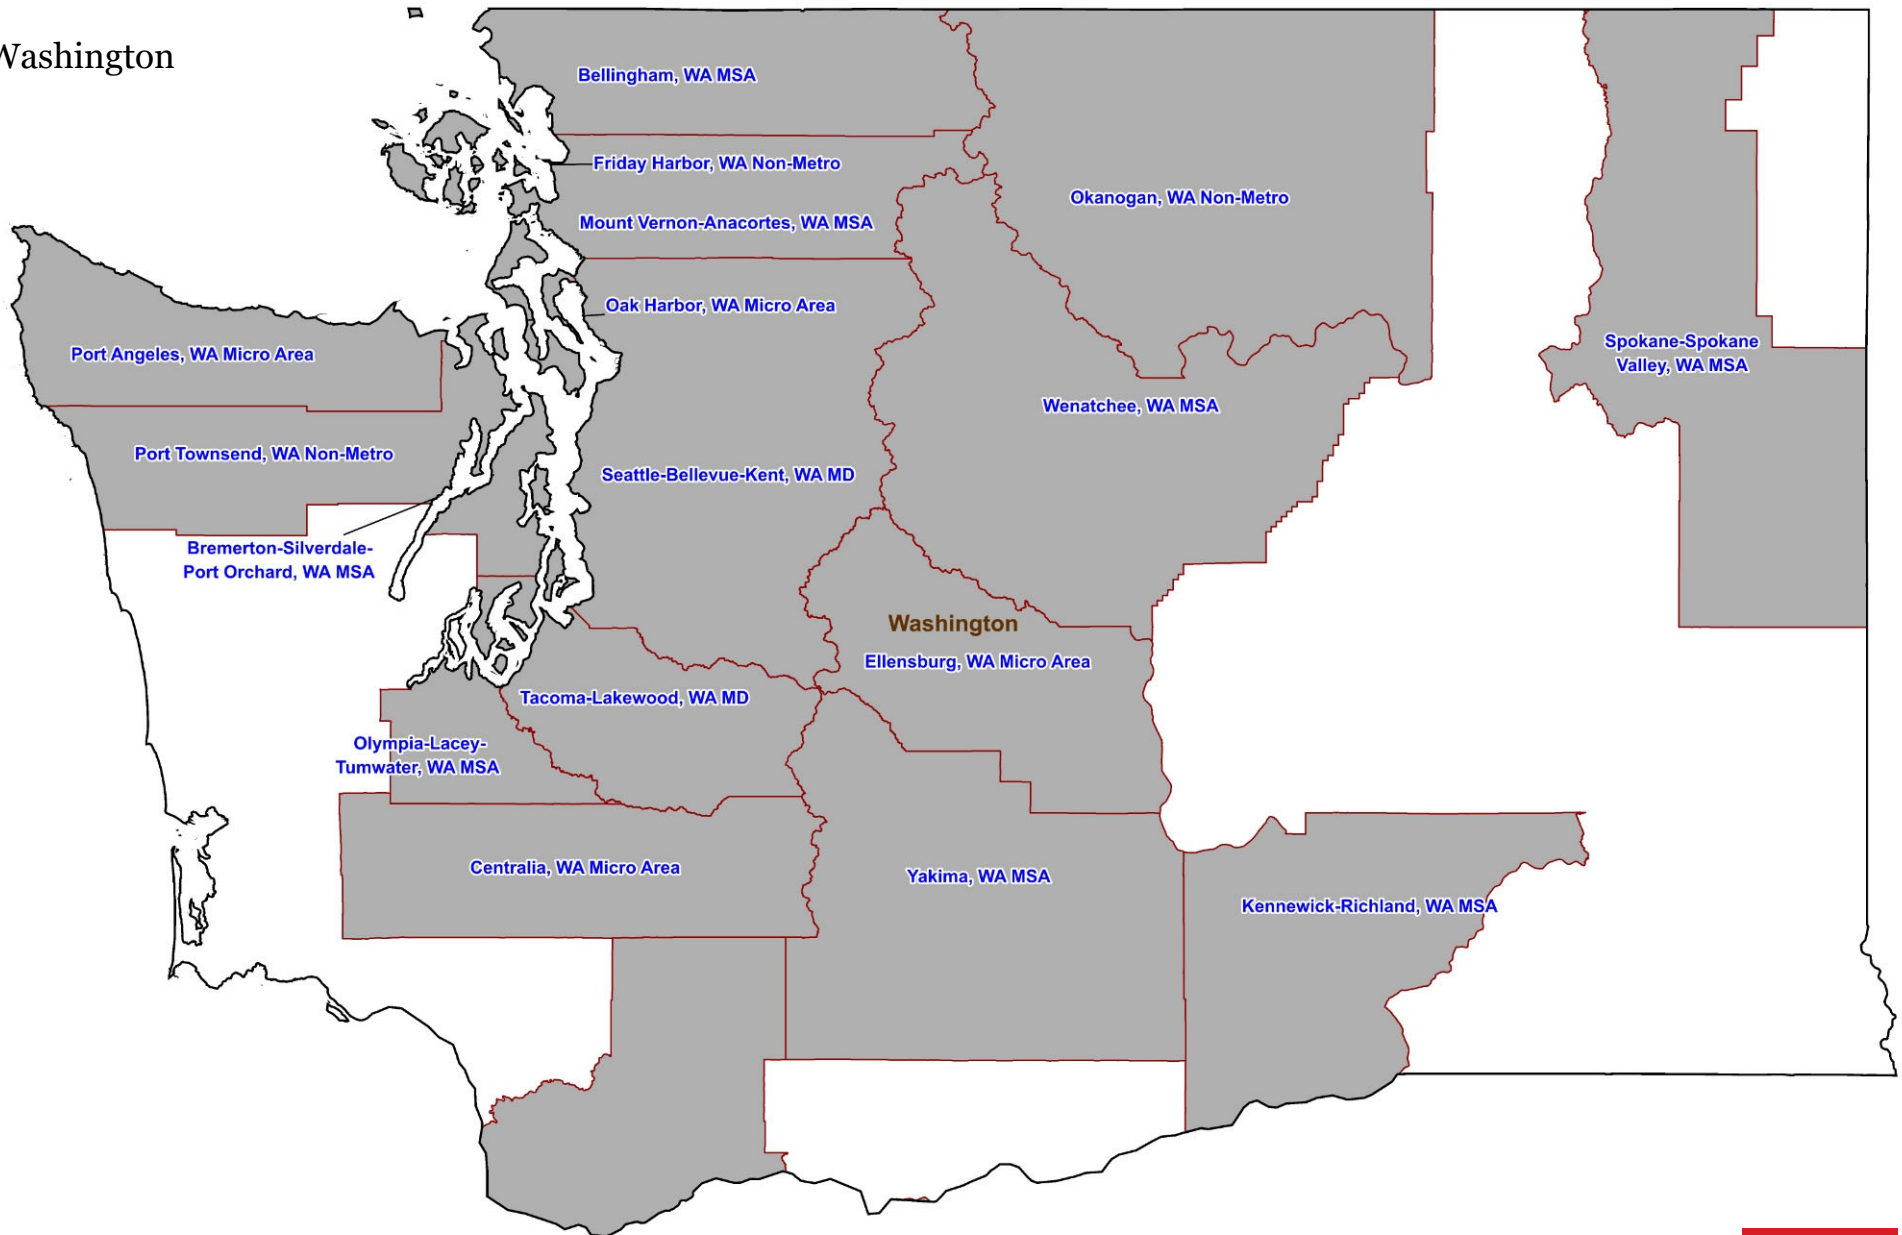 Washington
Bellingham, WA MSA
Friday Harbor, WA Non-Metro
Okanogan, WA Non-Metro
Mount Vernon-Anacortes, WA MSA
Oak Harbor, WA Micro Area
Port Angeles, WA Micro Area
Spokane-Spokane
Valley, WA MSA
Wenatchee, WA MSA
Port Townsend, WA Non-Metro
Seattle-Bellevue-Kent, WA MD
Bremerton-Silverdale-
Port Orchard, WA MSA
Washington
Ellensburg, WA Micro Area
Tacoma-Lakewood, WA MD
Olympia-Lacey-
Tumwater, WA MSA
Centralia, WA Micro Area
Yakima, WA MSA
Kennewick-Richland, WA MSA